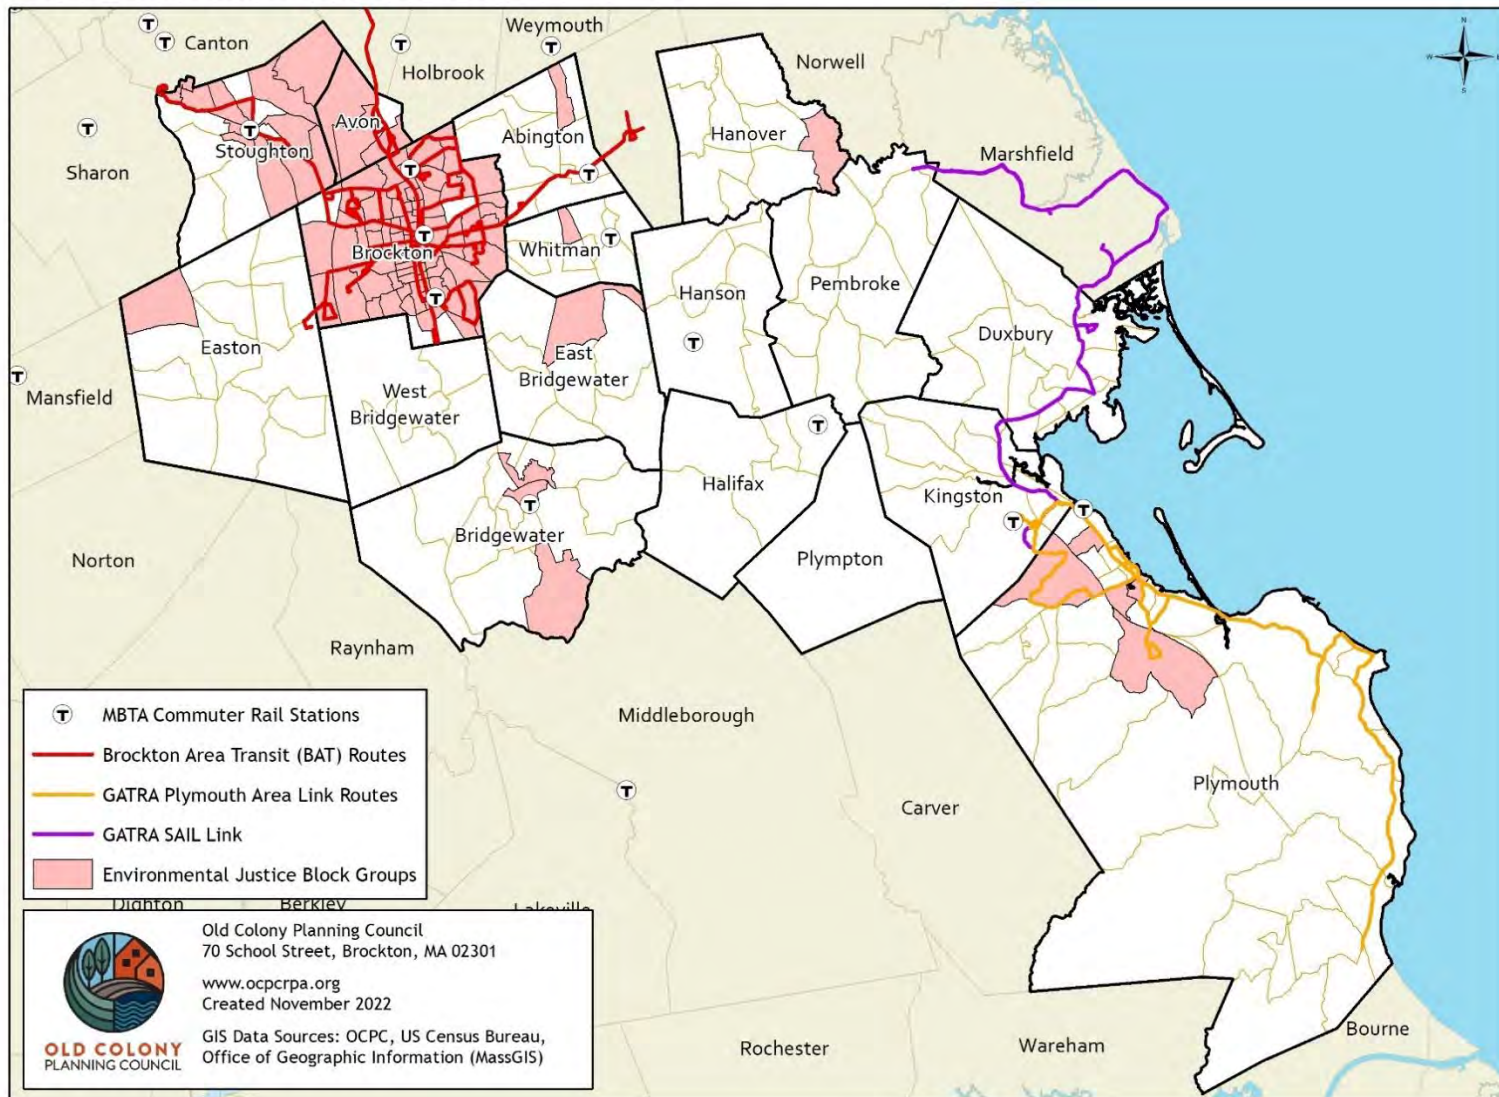 Weymouth
Canton
Holbrook
Norwell
N
W
S
Avon
Abington
Hanover
Stoughton
Marshfield
Sharon
Whitman
Brockton
Hanson
Pembroke
Duxbury
Easton
East
Bridgewater
West
Bridgewater
Mansfield
Halifax
Kingston
Bridgewater
Plympton
Norton
Raynham
Middleborough
Plymouth
Carver
T MBTA Commuter Rail Stations
Brockton Area Transit (BAT) Routes
GATRA Plymouth Area Link Routes
GATRA SAIL Link
Environmental Justice Block Groups
Dighton
Berkley
Lakeville
Old Colony Planning Council
70 School Street, Brockton, MA 02301
www.ocpcrpa.org
Created November 2022
GIS Data Sources: OCPC, US Census Bureau,
Office of Geographic Information (MassGIS)
OLD COLONY
PLANNING COUNCIL
Rochester
Wareham
Bourne